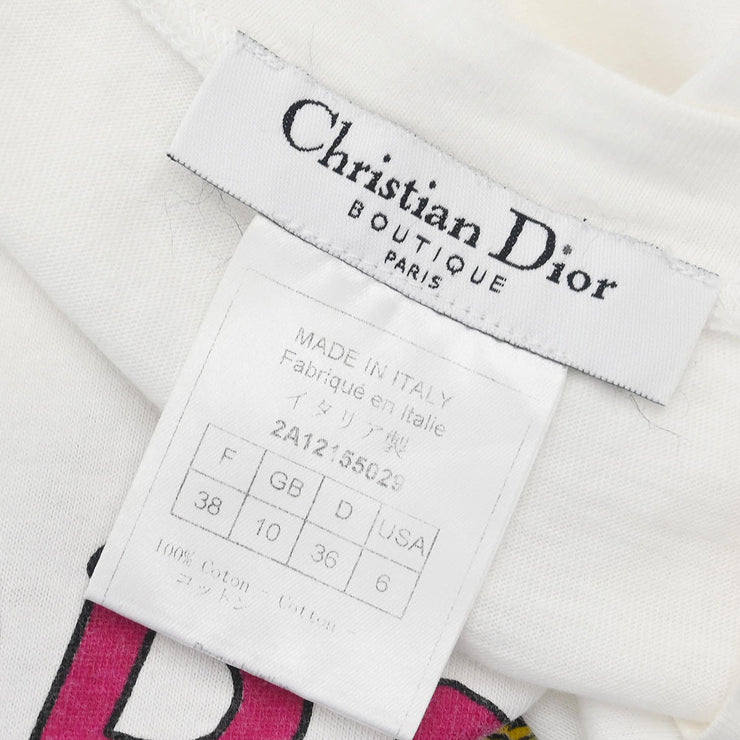 Christian Dior
BOUTIQUE
PARIS
MADE IN ITALY
Fabriqué en Italie
イタリア製
2A12155029
F GB D USA
38 10 36 6
100% Coton - Cotton -
コットン